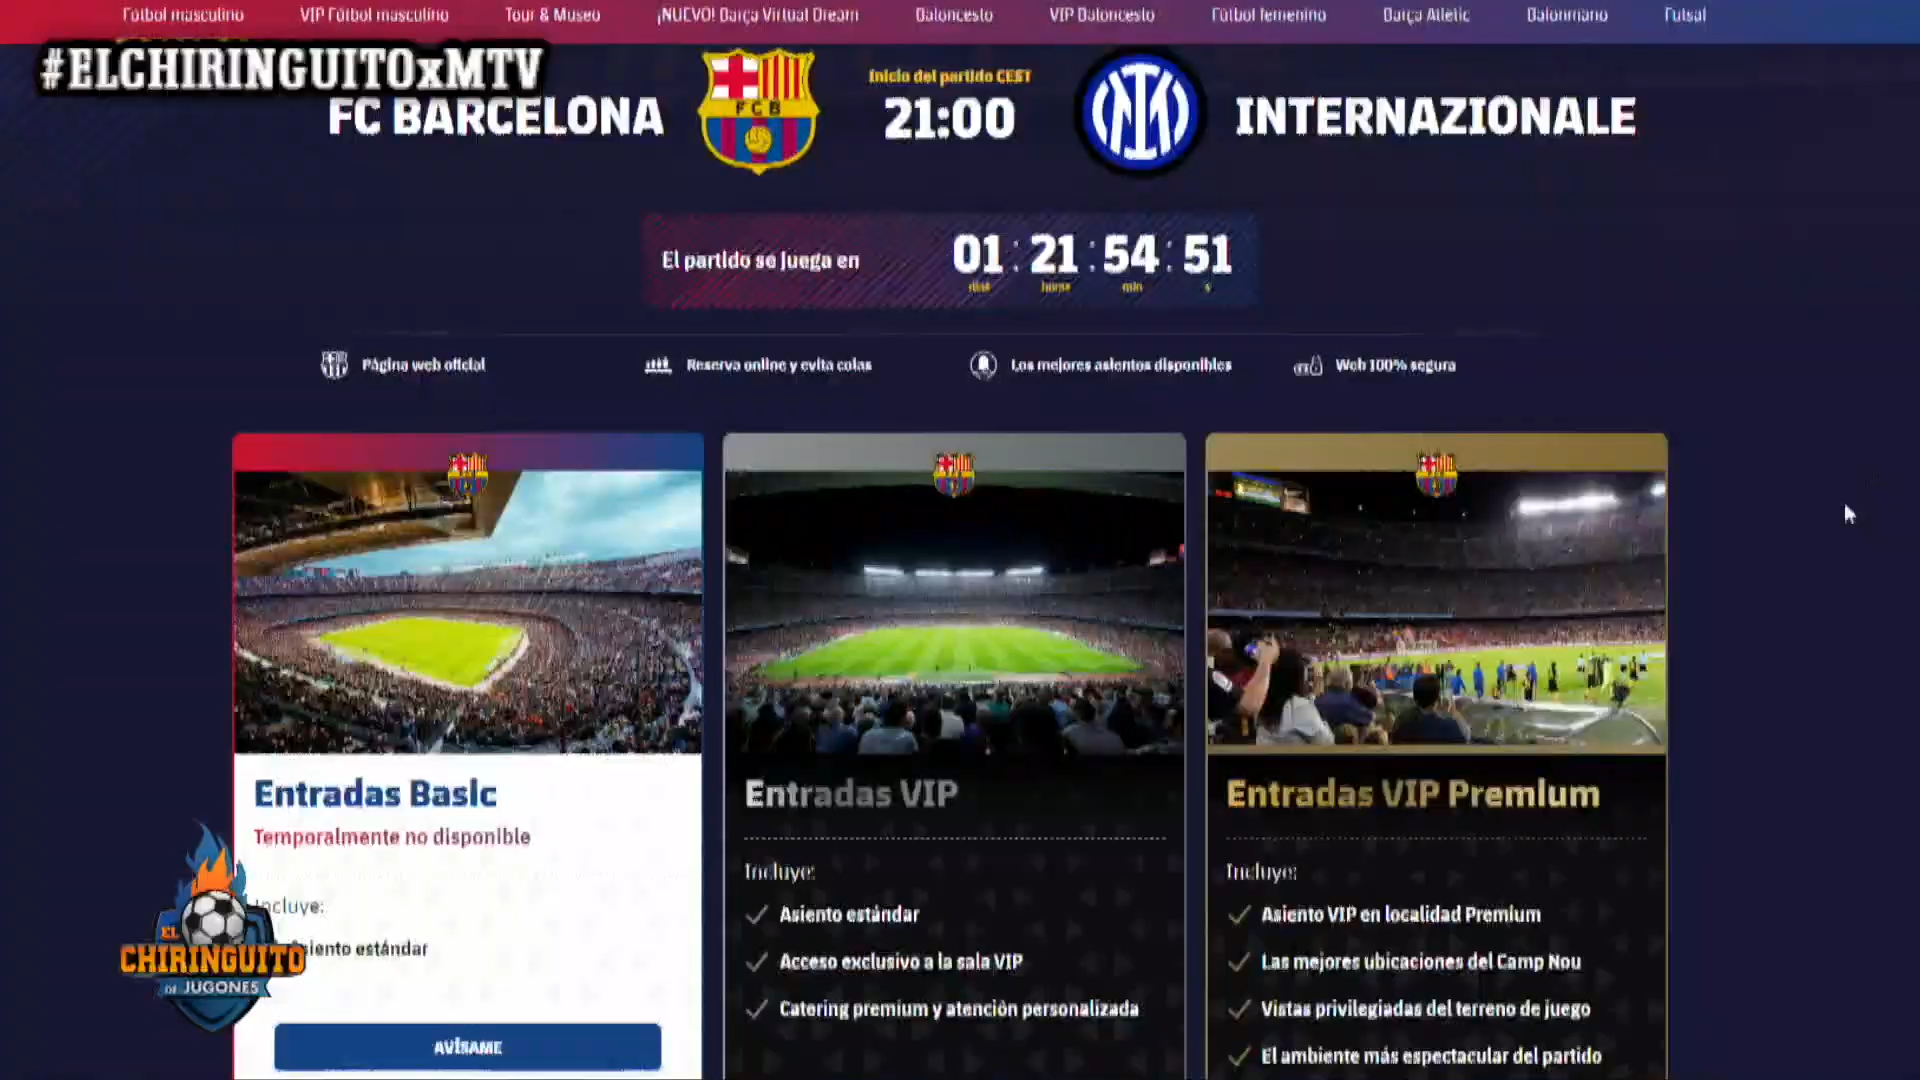 Fútbol masculino VIP Fútbol masculino Tour & Museo ¡NUEVO! Barça Virtual Dream Baloncesto VIP Baloncesto Fútbol femenino Barça Atlètic Balonmano Futsal
#ELCHIRINGUITOxMTV
FC BARCELONA
FCB
Inicio del partido CEST
21:00
INTERNAZIONALE
El partido se juega en
01 : 21 : 54 : 51
días horas min s
Página web oficial
Reserva online y evita colas
Los mejores asientos disponibles
Web 100% segura
Entradas Basic
Temporalmente no disponible
Incluye:
Asiento estándar
AVÍSAME
Entradas VIP
Incluye:
Asiento estándar
Acceso exclusivo a la sala VIP
Catering premium y atención personalizada
Entradas VIP Premium
Incluye:
Asiento VIP en localidad Premium
Las mejores ubicaciones del Camp Nou
Vistas privilegiadas del terreno de juego
El ambiente más espectacular del partido
EL
CHIRINGUITO
DE JUGONES